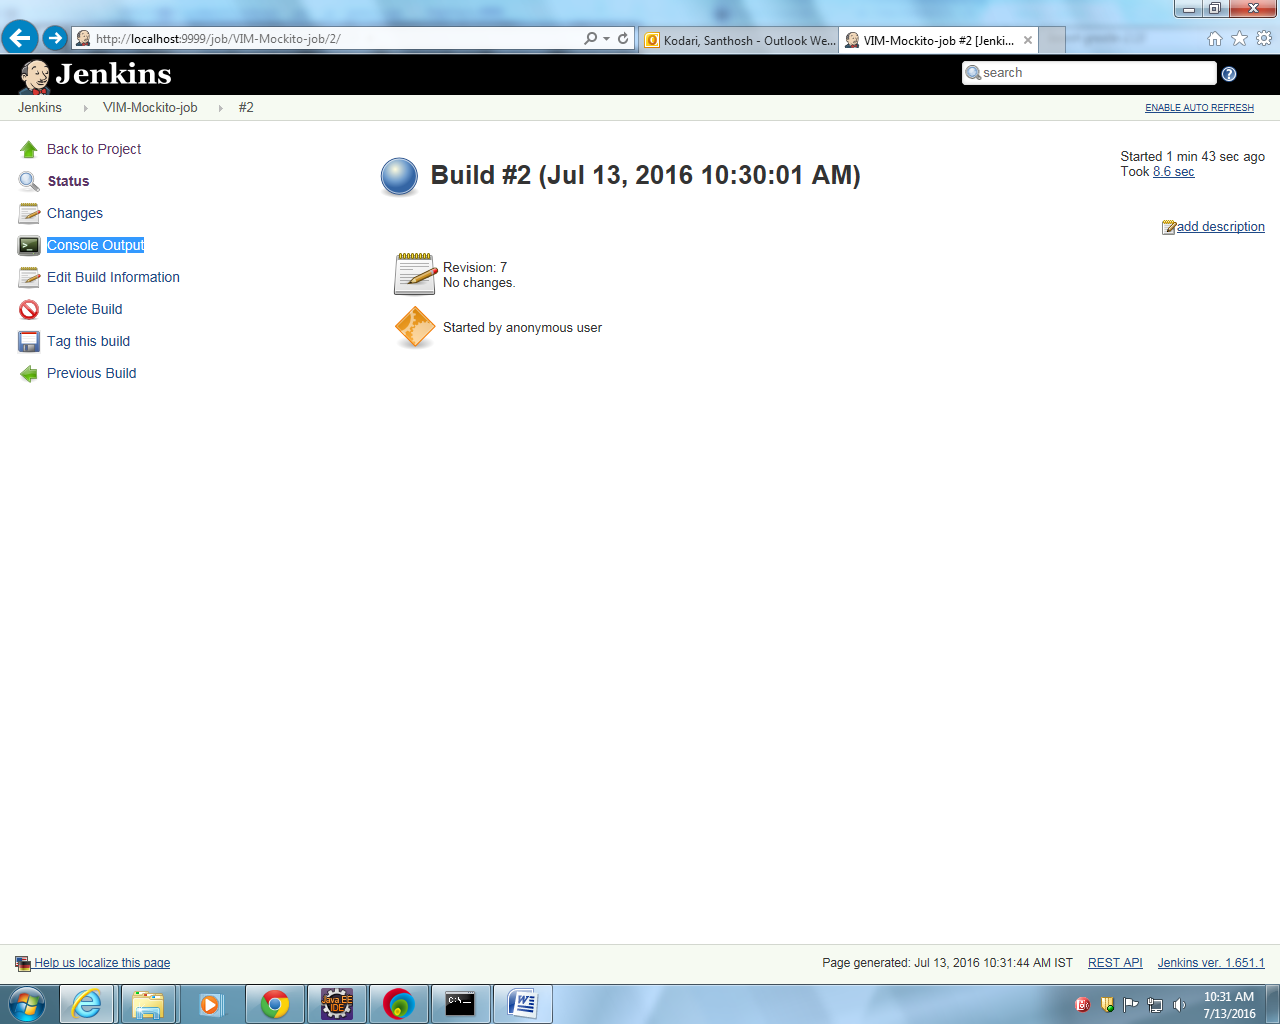 http://localhost:9999/job/VIM-Mockito-job/2/
Kodari, Santhosh - Outlook We...
VIM-Mockito-job #2 [Jenki...
Jenkins
search
Jenkins VIM-Mockito-job #2
ENABLE AUTO REFRESH
Back to Project
Status
Changes
Console Output
Edit Build Information
Delete Build
Tag this build
Previous Build
Build #2 (Jul 13, 2016 10:30:01 AM)
Started 1 min 43 sec ago
Took 8.6 sec
add description
Revision: 7
No changes.
Started by anonymous user
Help us localize this page
Page generated: Jul 13, 2016 10:31:44 AM IST
REST API
Jenkins ver. 1.651.1
Java EE
IDE
C:\._
W
10:31 AM
7/13/2016